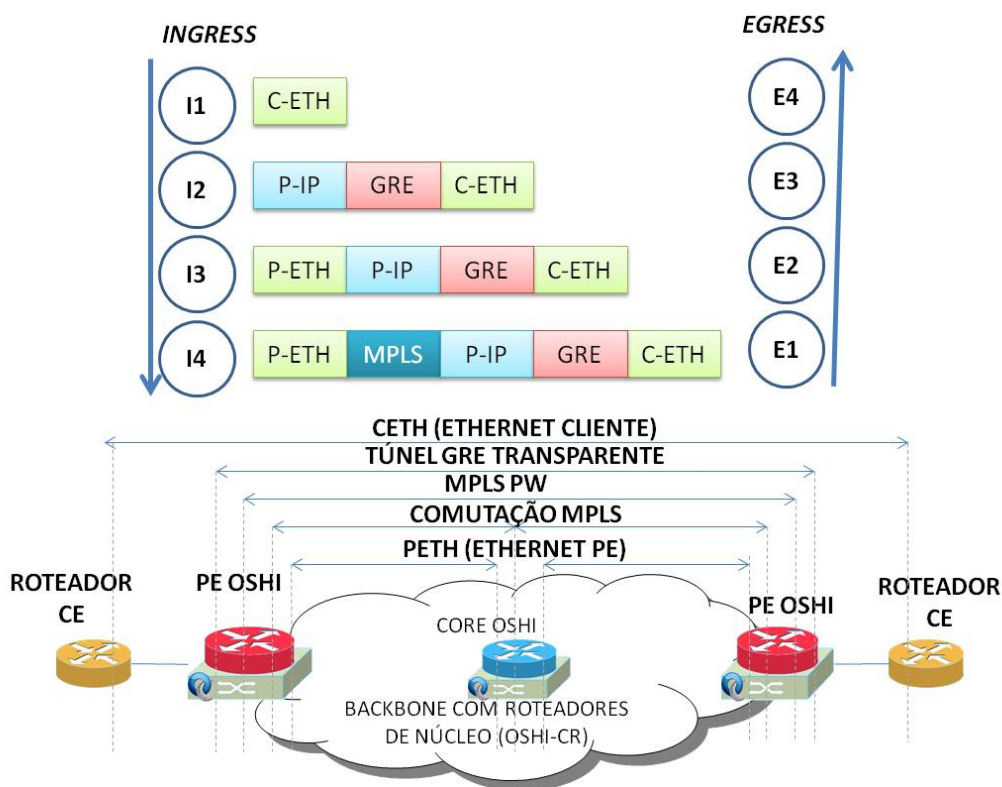 INGRESS
EGRESS
I1
C-ETH
E4
I2
P-IP GRE C-ETH
E3
I3
P-ETH P-IP GRE C-ETH
E2
I4
P-ETH MPLS P-IP GRE C-ETH
E1
CETH (ETHERNET CLIENTE)
TÚNEL GRE TRANSPARENTE
MPLS PW
COMUTAÇÃO MPLS
PETH (ETHERNET PE)
ROTEADOR
CE
PE OSHI
CORE OSHI
PE OSHI
ROTEADOR
CE
BACKBONE COM ROTEADORES
DE NÚCLEO (OSHI-CR)